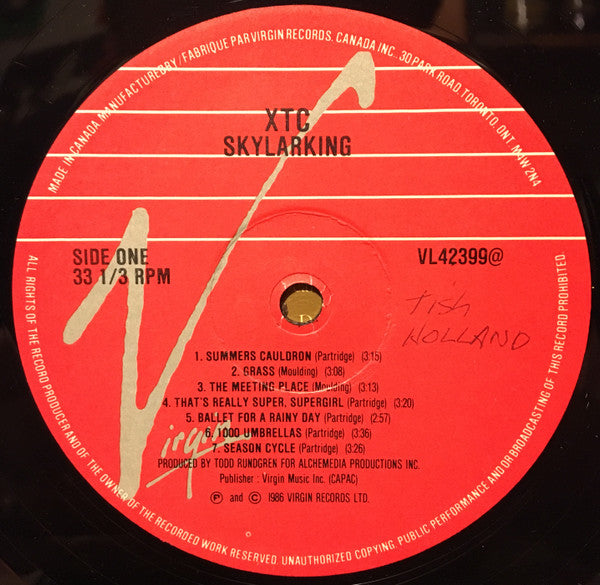 MADE IN CANADA. MANUFACTURED BY / FABRIQUE PAR VIRGIN RECORDS. CANADA INC., 30 PARK ROAD, TORONTO, ONT. M4W 2N4
XTC
SKYLARKING
SIDE ONE
33 1/3 RPM
VL42399@
Tish
HOLLAND
1. SUMMERS CAULDRON (Partridge) (3:15)
2. GRASS (Moulding) (3:08)
3. THE MEETING PLACE (Moulding) (3:13)
4. THAT'S REALLY SUPER, SUPERGIRL (Partridge) (3:20)
5. BALLET FOR A RAINY DAY (Partridge) (2:57)
6. 1000 UMBRELLAS (Partridge) (3:36)
7. SEASON CYCLE (Partridge) (3:26)
Virgin
PRODUCED BY TODD RUNDGREN FOR ALCHEMEDIA PRODUCTIONS INC.
Publisher : Virgin Music Inc. (CAPAC)
Ⓟ and © 1986 VIRGIN RECORDS LTD.
ALL RIGHTS OF THE RECORD PRODUCER AND OF THE OWNER OF THE RECORDED WORK RESERVED. UNAUTHORIZED COPYING, PUBLIC PERFORMANCE AND/OR BROADCASTING OF THIS RECORD PROHIBITED